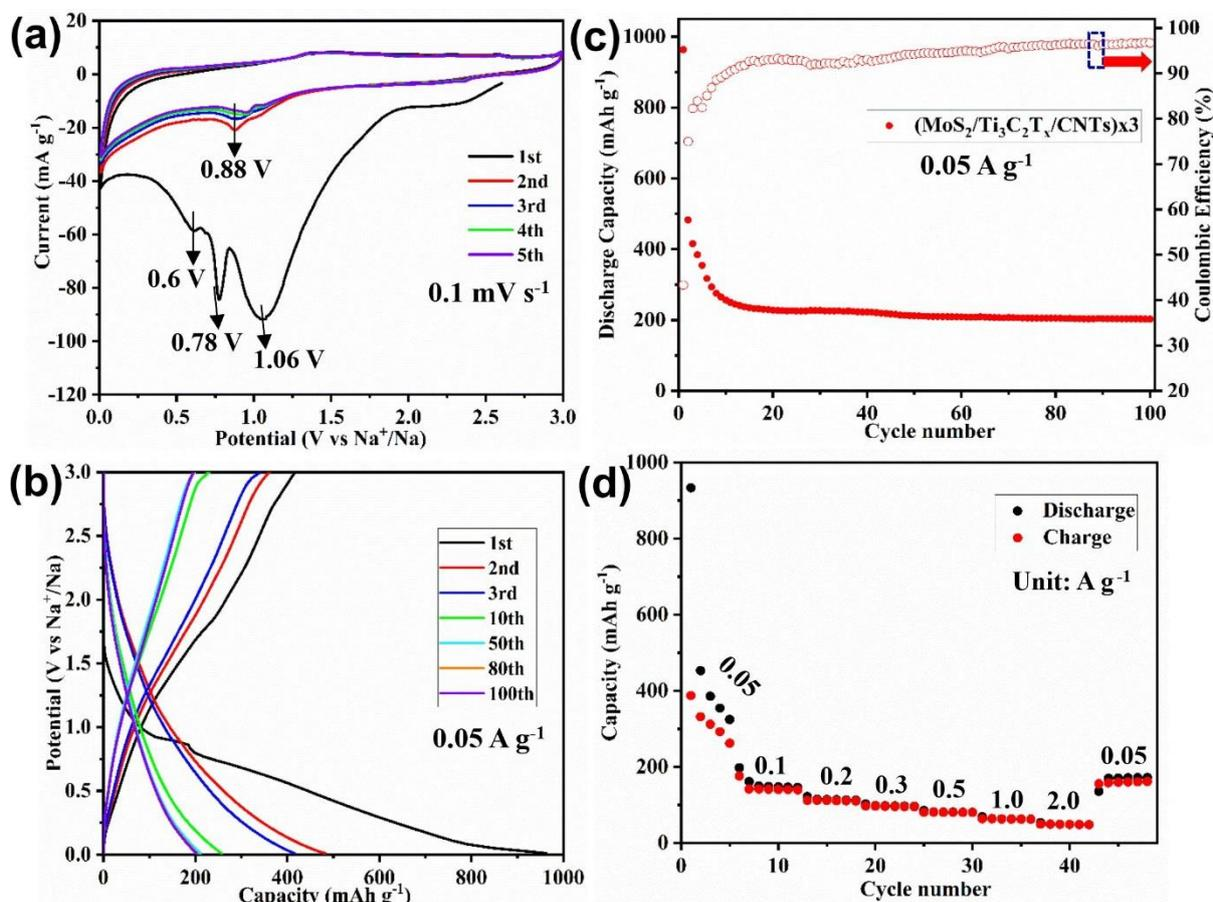 (a)
20
0
-20
-40
-60
-80
-100
-120
Current (mA g⁻¹)
0.88 V
0.6 V
0.78 V
1.06 V
1st
2nd
3rd
4th
5th
0.1 mV s⁻¹
0.0 0.5 1.0 1.5 2.0 2.5 3.0
Potential (V vs Na⁺/Na)
(c)
1000
800
600
400
200
0
Discharge Capacity (mAh g⁻¹)
(MoS₂/Ti₃C₂Tₓ/CNTs)x3
0.05 A g⁻¹
100
90
80
70
60
50
40
30
20
Coulombic Efficiency (%)
0 20 40 60 80 100
Cycle number
(b)
3.0
2.5
2.0
1.5
1.0
0.5
0.0
Potential (V vs Na⁺/Na)
1st
2nd
3rd
10th
50th
80th
100th
0.05 A g⁻¹
0 200 400 600 800 1000
Capacity (mAh g⁻¹)
(d)
1000
800
600
400
200
0
Capacity (mAh g⁻¹)
Discharge
Charge
Unit: A g⁻¹
0.05
0.1
0.2
0.3
0.5
1.0
2.0
0.05
0 10 20 30 40
Cycle number